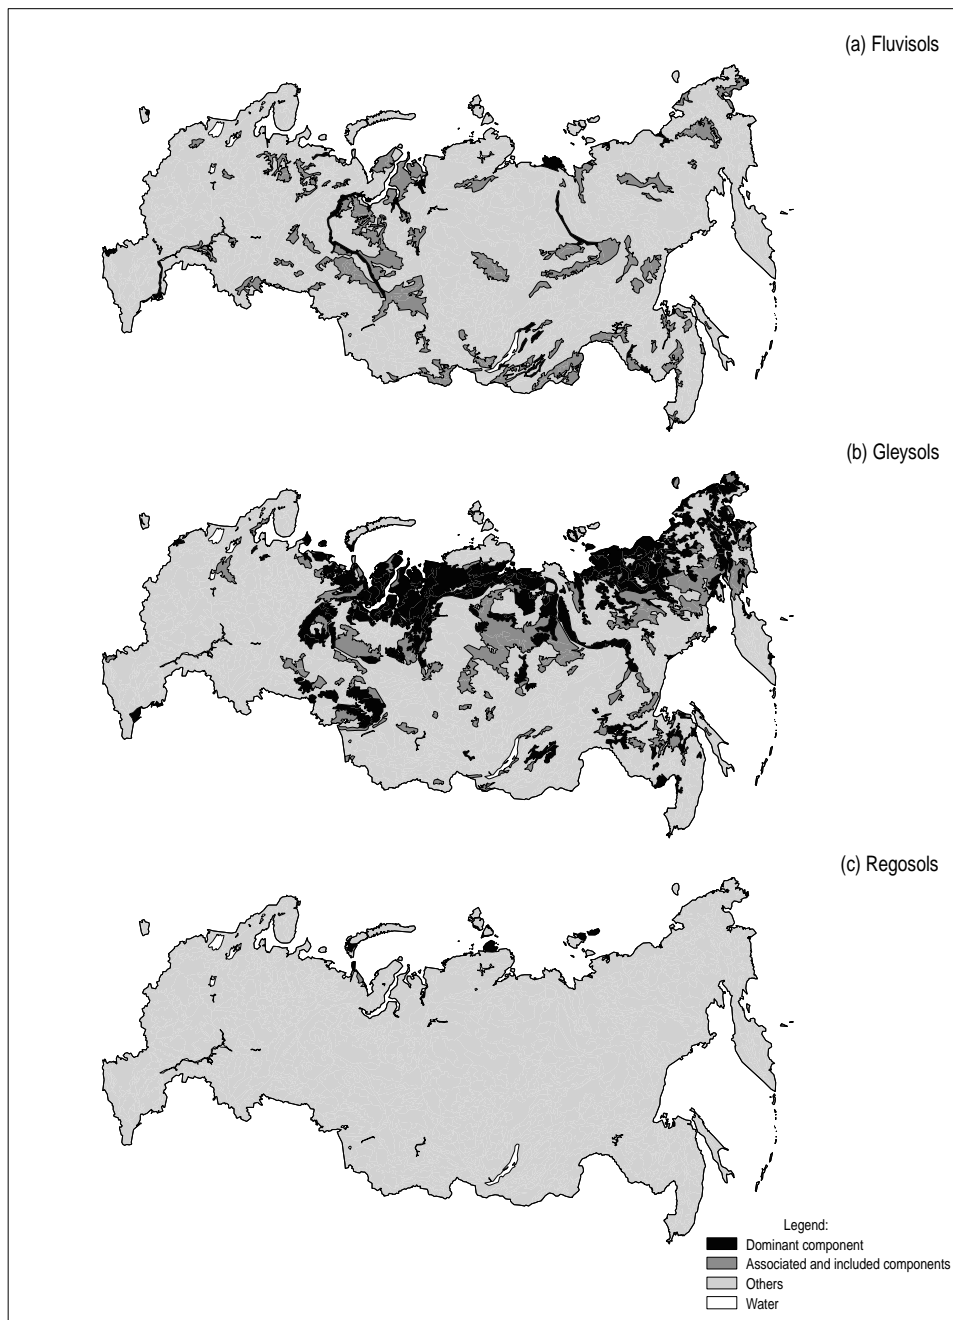 (a) Fluvisols
(b) Gleysols
(c) Regosols
Legend:
Dominant component
Associated and included components
Others
Water